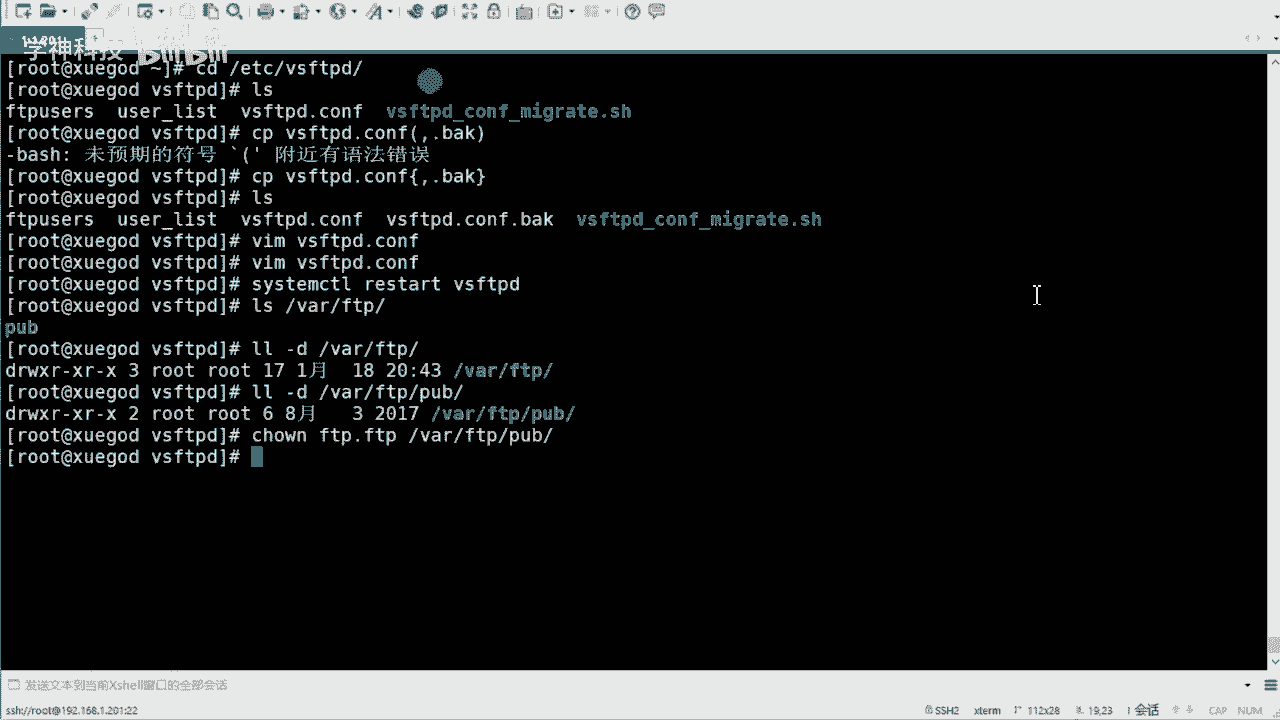 学神科技 bilibili
[root@xuegod ~]# cd /etc/vsftpd/
[root@xuegod vsftpd]# ls
ftpusers  user_list  vsftpd.conf  vsftpd_conf_migrate.sh
[root@xuegod vsftpd]# cp vsftpd.conf(,.bak)
-bash: 未预期的符号 `(' 附近有语法错误
[root@xuegod vsftpd]# cp vsftpd.conf{,.bak}
[root@xuegod vsftpd]# ls
ftpusers  user_list  vsftpd.conf  vsftpd.conf.bak  vsftpd_conf_migrate.sh
[root@xuegod vsftpd]# vim vsftpd.conf
[root@xuegod vsftpd]# vim vsftpd.conf
[root@xuegod vsftpd]# systemctl restart vsftpd
[root@xuegod vsftpd]# ls /var/ftp/
pub
[root@xuegod vsftpd]# ll -d /var/ftp/
drwxr-xr-x 3 root root 17 1月  18 20:43 /var/ftp/
[root@xuegod vsftpd]# ll -d /var/ftp/pub/
drwxr-xr-x 2 root root 6 8月   3 2017 /var/ftp/pub/
[root@xuegod vsftpd]# chown ftp.ftp /var/ftp/pub/
[root@xuegod vsftpd]#
发送文本到当前Xshell窗口的全部会话
ssh://root@192.168.1.201:22 SSH2 xterm 112x28 19,23 1 会话 CAP NUM